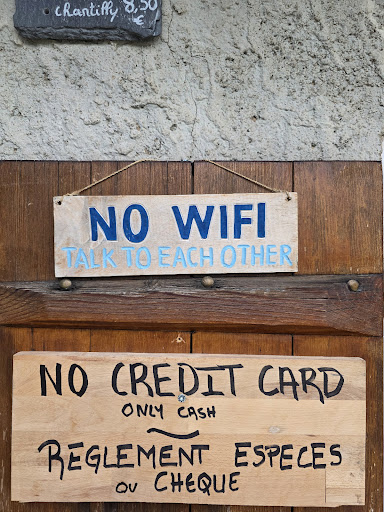 chantilly 8,50
€
NO WIFI
TALK TO EACH OTHER
NO CREDIT CARD
ONLY CASH
~
REGLEMENT ESPECES
OU CHEQUE